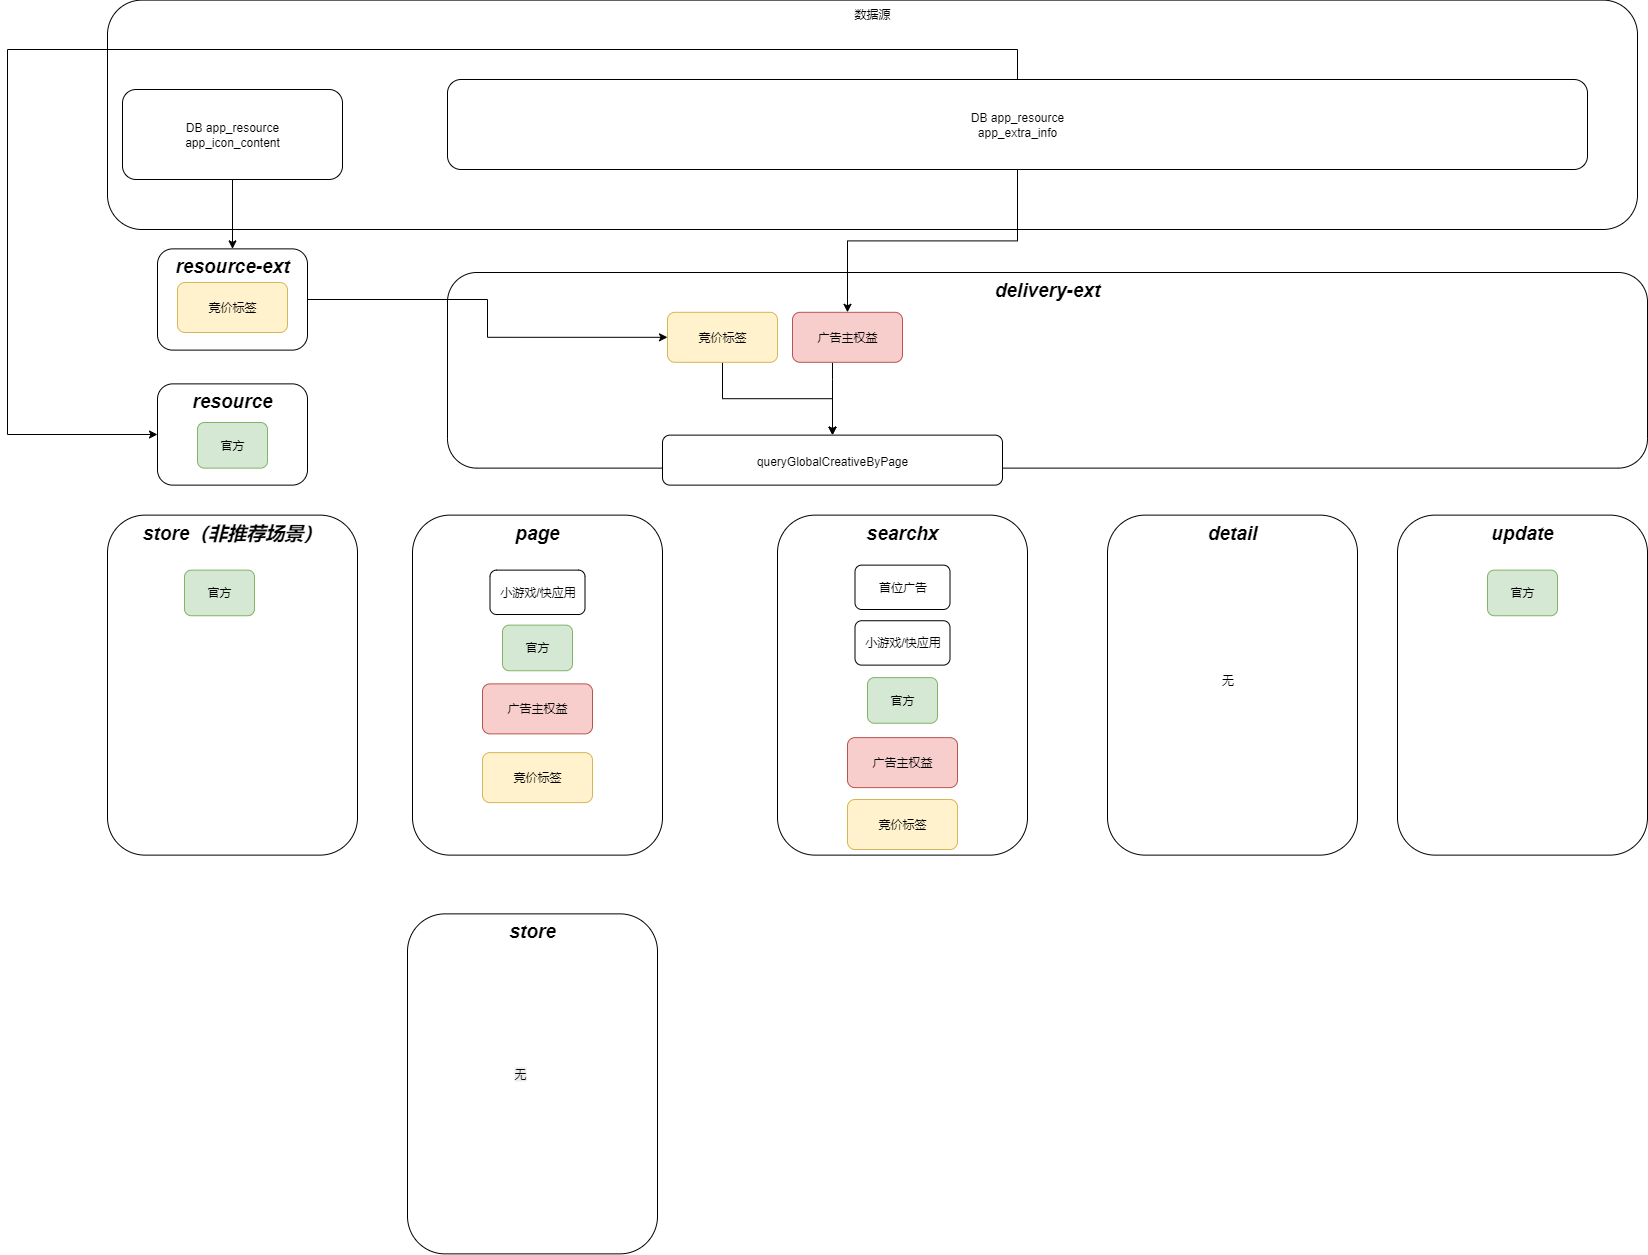 数据源
DB app_resource
app_icon_content
DB app_resource
app_extra_info
resource-ext
竞价标签
delivery-ext
竞价标签
广告主权益
resource
官方
queryGlobalCreativeByPage
store（非推荐场景）
官方
page
小游戏/快应用
官方
广告主权益
竞价标签
searchx
首位广告
小游戏/快应用
官方
广告主权益
竞价标签
detail
无
update
官方
store
无